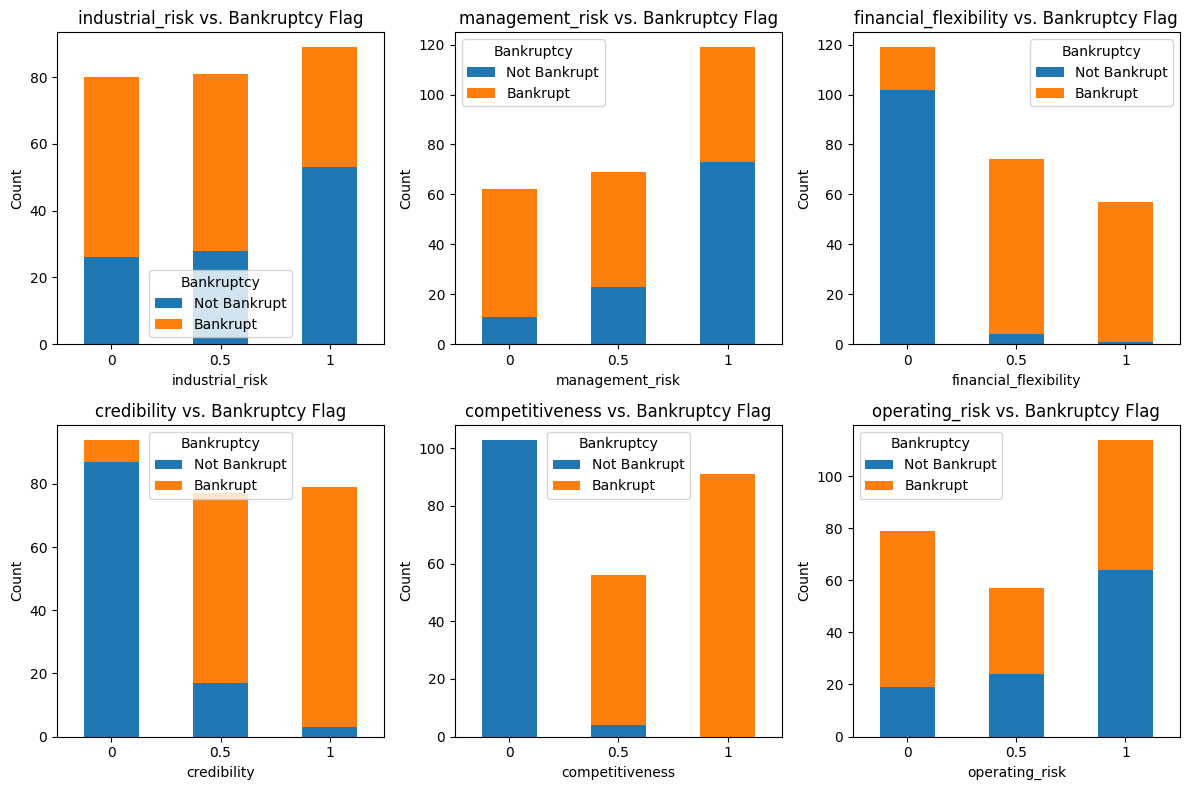 industrial_risk vs. Bankruptcy Flag
80
60
40
20
0
Count
Bankruptcy
Not Bankrupt
Bankrupt
0 0.5 1
industrial_risk
management_risk vs. Bankruptcy Flag
120
100
80
60
40
20
0
Count
Bankruptcy
Not Bankrupt
Bankrupt
0 0.5 1
management_risk
financial_flexibility vs. Bankruptcy Flag
120
100
80
60
40
20
0
Count
Bankruptcy
Not Bankrupt
Bankrupt
0 0.5 1
financial_flexibility
credibility vs. Bankruptcy Flag
80
60
40
20
0
Count
Bankruptcy
Not Bankrupt
Bankrupt
0 0.5 1
credibility
competitiveness vs. Bankruptcy Flag
100
80
60
40
20
0
Count
Bankruptcy
Not Bankrupt
Bankrupt
0 0.5 1
competitiveness
operating_risk vs. Bankruptcy Flag
100
80
60
40
20
0
Count
Bankruptcy
Not Bankrupt
Bankrupt
0 0.5 1
operating_risk